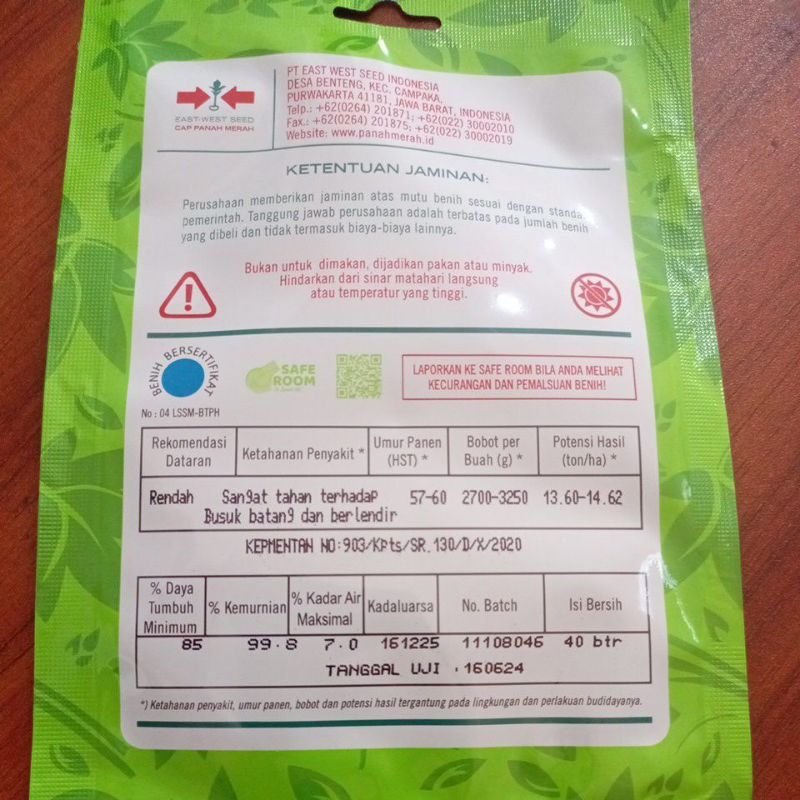 EAST-WEST SEED
CAP PANAH MERAH
PT EAST WEST SEED INDONESIA
DESA BENTENG, KEC. CAMPAKA,
PURWAKARTA 41181, JAWA BARAT, INDONESIA
Telp.: +62(0264) 201871; +62(022) 30002010
Fax.: +62(0264) 201875; +62(022) 30002019
Website: www.panahmerah.id
KETENTUAN JAMINAN:
Perusahaan memberikan jaminan atas mutu benih sesuai dengan standa
pemerintah. Tanggung jawab perusahaan adalah terbatas pada jumlah benih
yang dibeli dan tidak termasuk biaya-biaya lainnya.
Bukan untuk dimakan, dijadikan pakan atau minyak.
Hindarkan dari sinar matahari langsung
atau temperatur yang tinggi.
BENIH BERSERTIFIKAT
No : 04 LSSM-BTPH
SAFE
ROOM
LAPORKAN KE SAFE ROOM BILA ANDA MELIHAT
KECURANGAN DAN PEMALSUAN BENIH!
Rekomendasi Dataran Ketahanan Penyakit * Umur Panen (HST) * Bobot per Buah (g) * Potensi Hasil (ton/ha) *
Rendah Sangat tahan terhadap 57-60 2700-3250 13.60-14.62
Busuk batang dan berlendir
KEPMENTAN NO:903/Kpts/SR.130/D/X/2020
% Daya Tumbuh Minimum % Kemurnian % Kadar Air Maksimal Kadaluarsa No. Batch Isi Bersih
85 99.8 7.0 161225 11108046 40 btr
TANGGAL UJI .160624
*) Ketahanan penyakit, umur panen, bobot dan potensi hasil tergantung pada lingkungan dan perlakuan budidayanya.